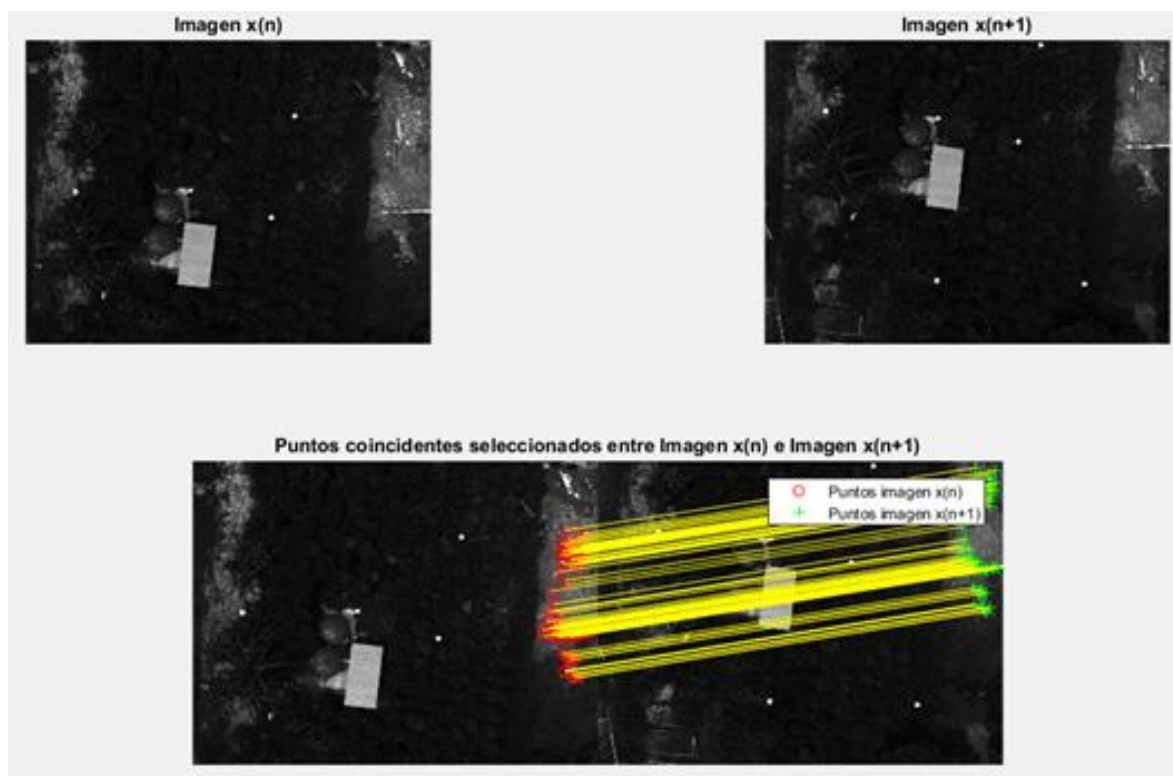 Imagen x(n)
Imagen x(n+1)
Puntos coincidentes seleccionados entre Imagen x(n) e Imagen x(n+1)
Puntos imagen x(n)
Puntos imagen x(n+1)